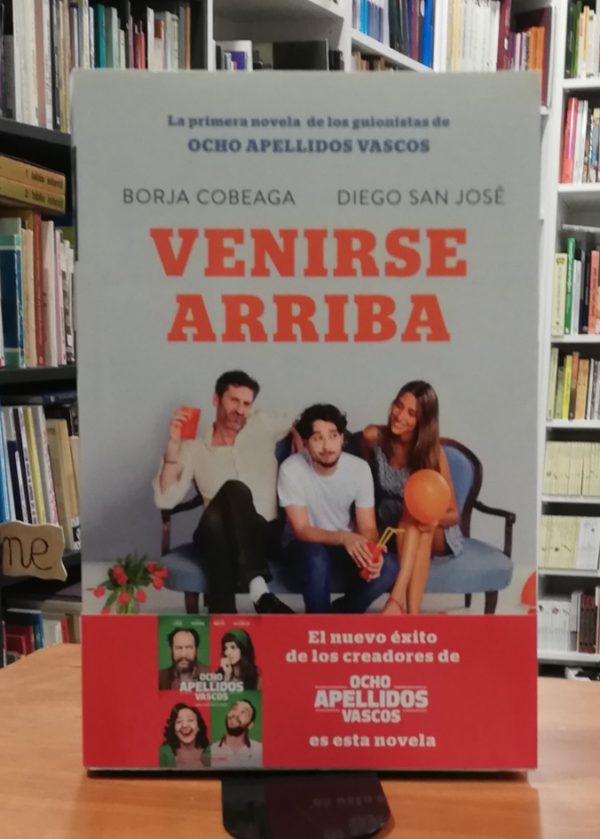 La primera novela de los guionistas de
OCHO APELLIDOS VASCOS
BORJA COBEAGA DIEGO SAN JOSÉ
VENIRSE
ARRIBA
ne
El nuevo éxito
de los creadores de
OCHO
APELLIDOS
VASCOS
es esta novela
OCHO
APELLIDOS
VASCOS